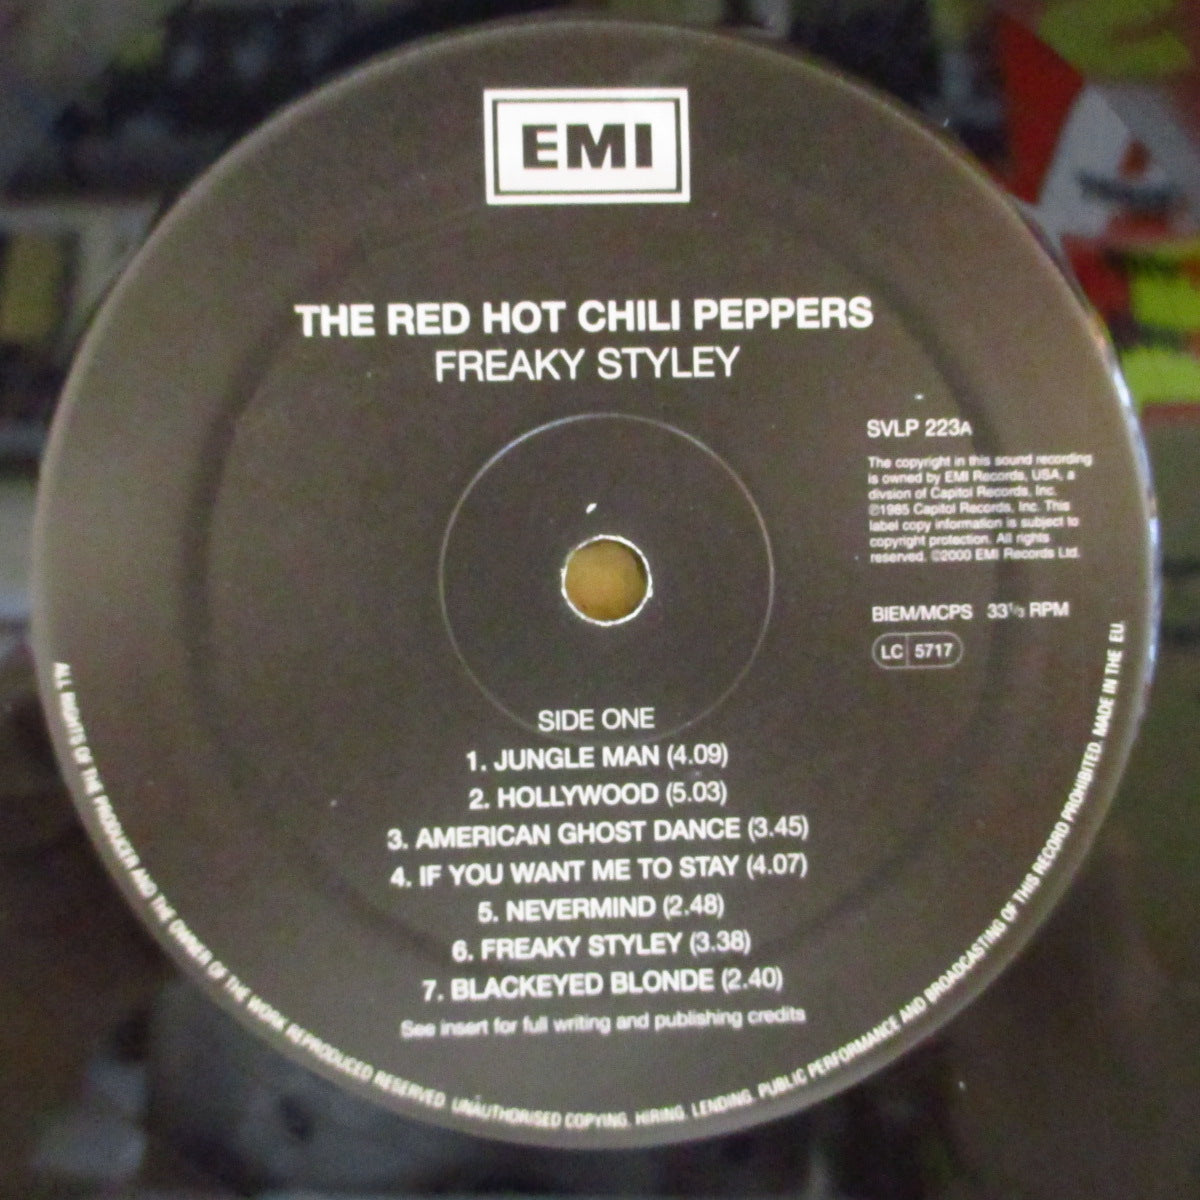 EMI
THE RED HOT CHILI PEPPERS
FREAKY STYLEY
SVLP 223A
The copyright in this sound recording
is owned by EMI Records, USA, a
divsion of Capitol Records, Inc.
℗1985 Capitol Records, Inc. This
label copy information is subject to
copyright protection. All rights
reserved. ©2000 EMI Records Ltd.
BIEM/MCPS 33⅓ RPM
LC 5717
SIDE ONE
1. JUNGLE MAN (4.09)
2. HOLLYWOOD (5.03)
3. AMERICAN GHOST DANCE (3.45)
4. IF YOU WANT ME TO STAY (4.07)
5. NEVERMIND (2.48)
6. FREAKY STYLEY (3.38)
7. BLACKEYED BLONDE (2.40)
See insert for full writing and publishing credits
ALL RIGHTS OF THE PRODUCER AND THE OWNER OF THE WORK REPRODUCED RESERVED. UNAUTHORISED COPYING, HIRING, LENDING, PUBLIC PERFORMANCE AND BROADCASTING OF THIS RECORD PROHIBITED. MADE IN THE EU.